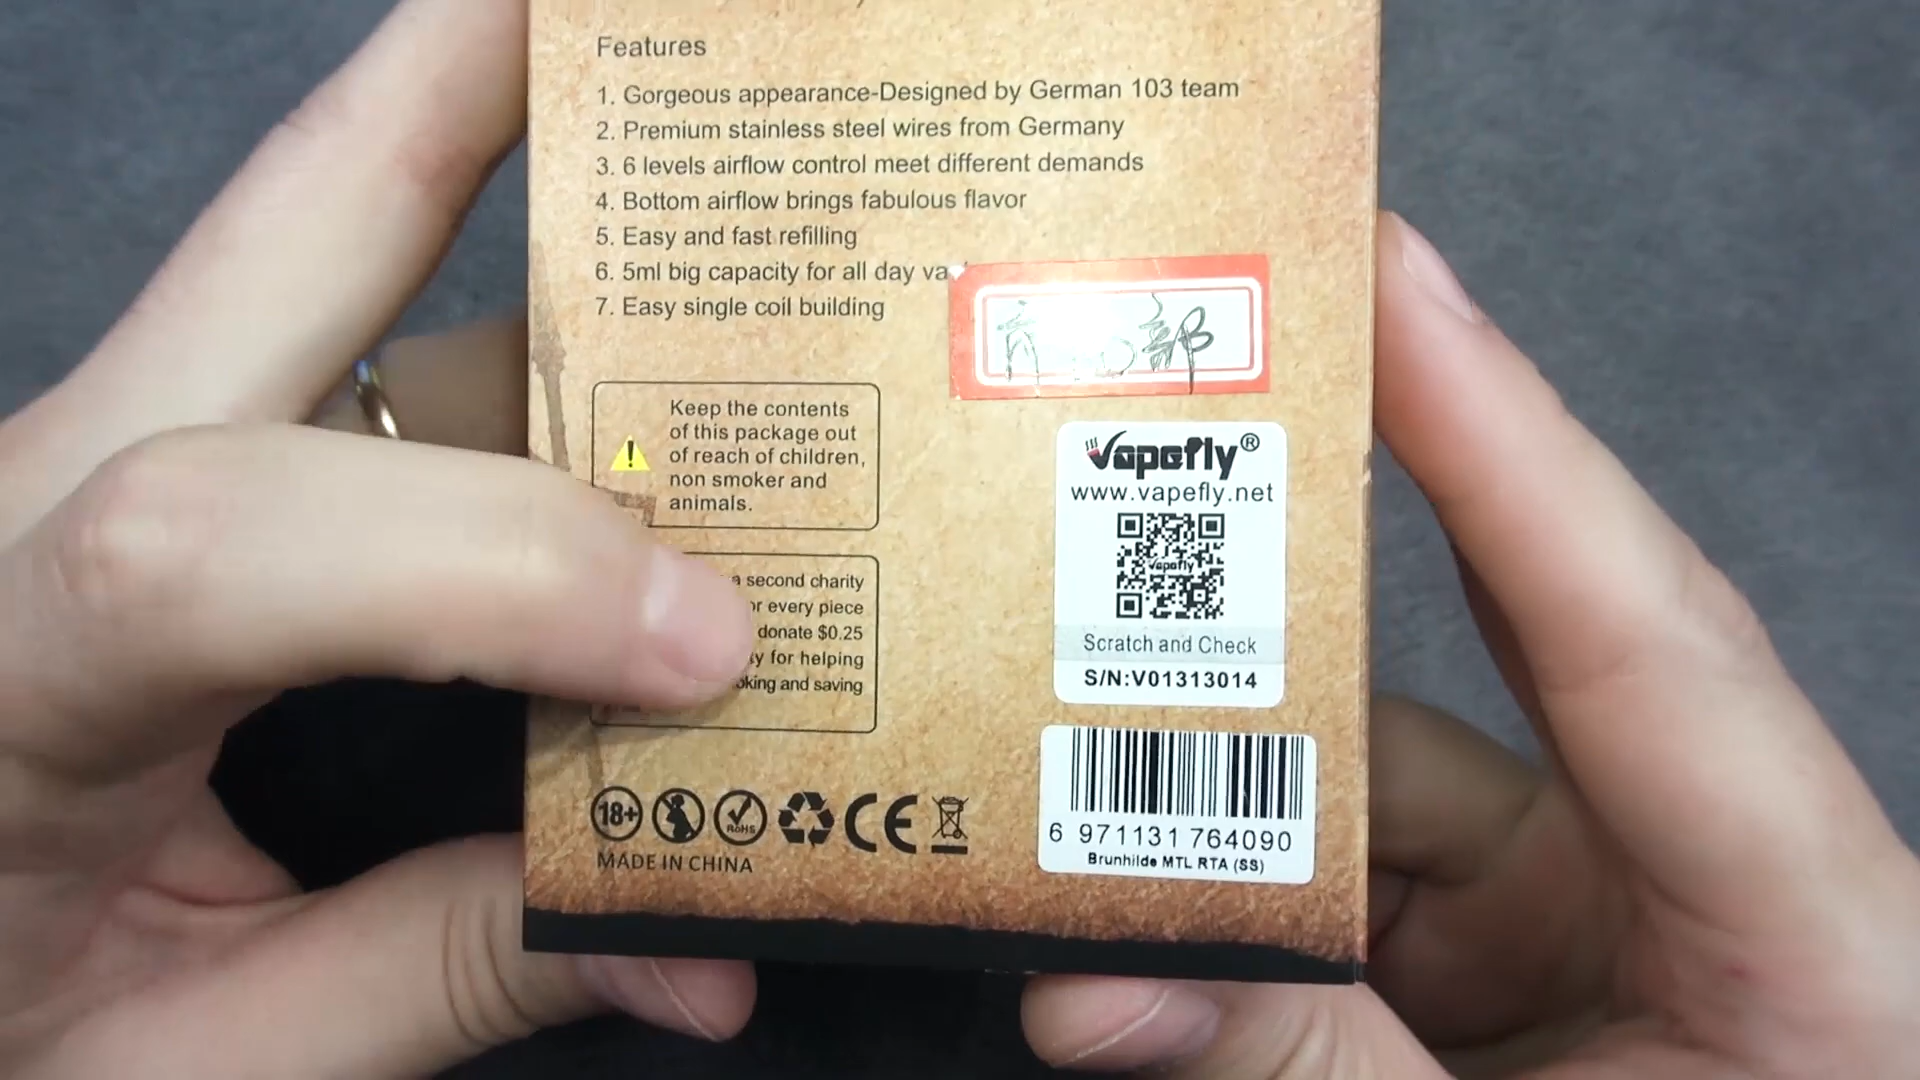 Features
1. Gorgeous appearance-Designed by German 103 team
2. Premium stainless steel wires from Germany
3. 6 levels airflow control meet different demands
4. Bottom airflow brings fabulous flavor
5. Easy and fast refilling
6. 5ml big capacity for all day
7. Easy single coil building
部
Keep the contents
of this package out
of reach of children,
non smoker and
animals.
a second charity
every piece
donate $0.25
for helping
and saving
Vapefly®
www.vapefly.net
Vapefly
Scratch and Check
S/N:V01313014
18+
RoHS
CE
MADE IN CHINA
6 971131 764090
Brunhilde MTL RTA (SS)